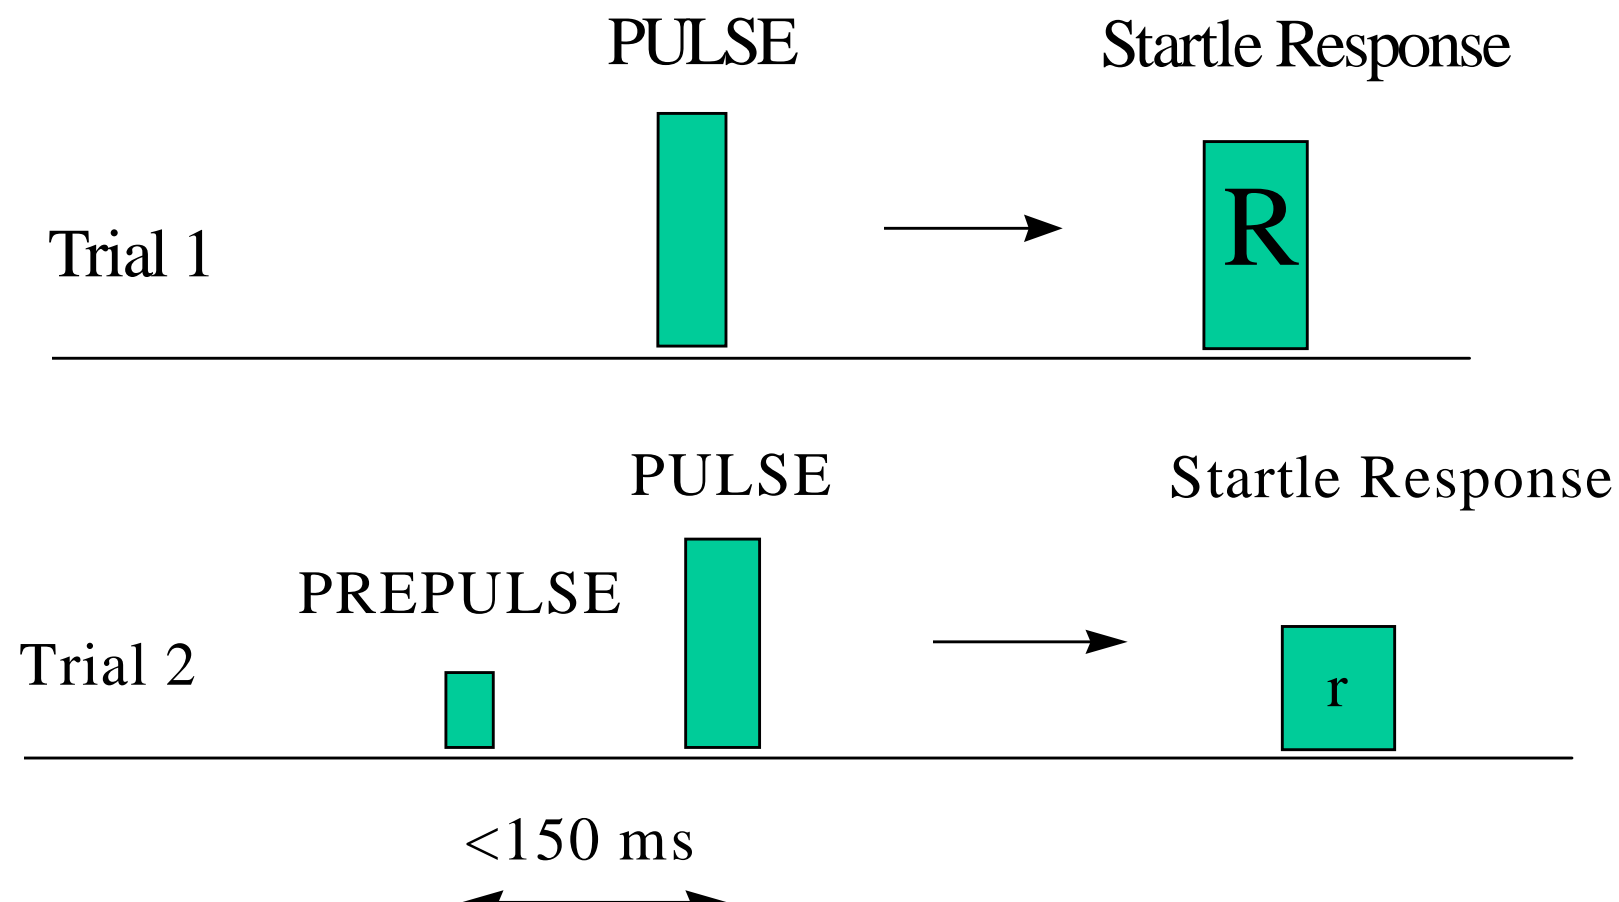 PULSE
Startle Response
R
Trial 1
PULSE
Startle Response
PREPULSE
Trial 2
r
<150 ms